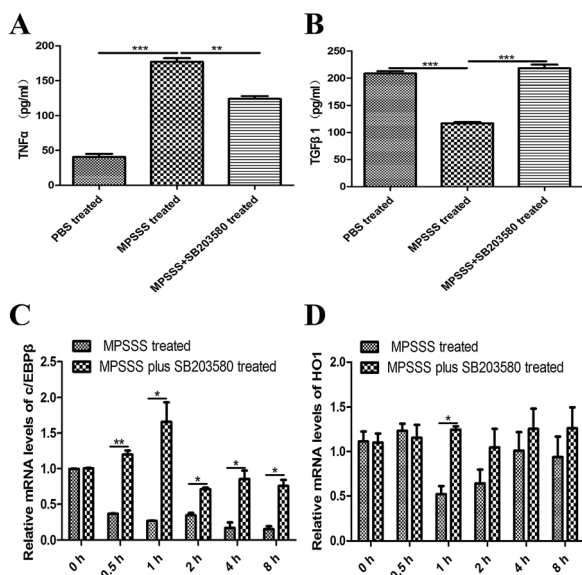 A
TNFα (pg/ml)
200
150
100
50
0
***
**
PBS treated
MPSSS treated
MPSSS+SB203580 treated
B
TGFβ 1 (pg/ml)
250
200
150
100
50
0
***
***
PBS treated
MPSSS treated
MPSSS+SB203580 treated
C
MPSSS treated
MPSSS plus SB203580 treated
Relative mRNA levels of c/EBPβ
2.0
1.5
1.0
0.5
0.0
**
*
*
*
*
0 h
0.5 h
1 h
2 h
4 h
8 h
D
MPSSS treated
MPSSS plus SB203580 treated
Relative mRNA levels of HO1
2.0
1.5
1.0
0.5
0.0
*
0 h
0.5 h
1 h
2 h
4 h
8 h